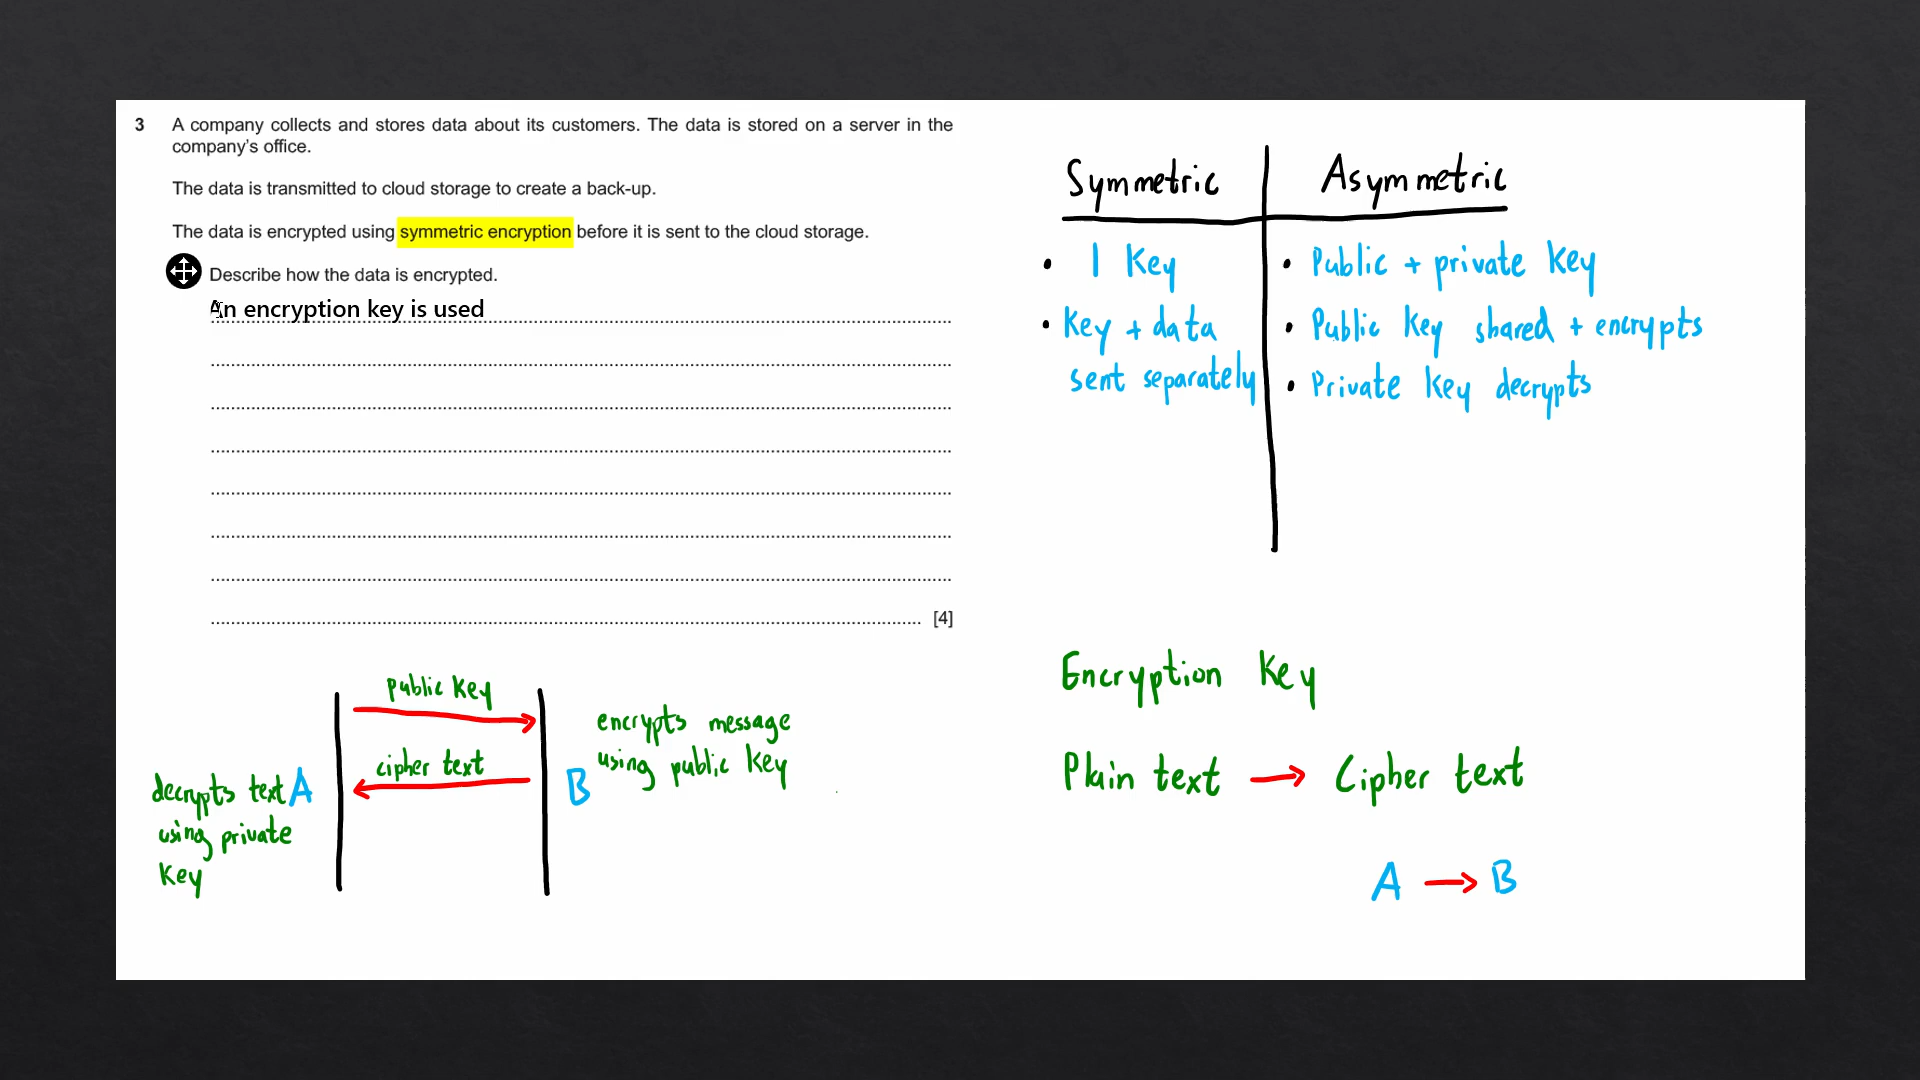 3 A company collects and stores data about its customers. The data is stored on a server in the
company's office.
The data is transmitted to cloud storage to create a back-up.
The data is encrypted using symmetric encryption before it is sent to the cloud storage.
Describe how the data is encrypted.
An encryption key is used
[4]
public key
cipher text
decrypts text A
using private
key
B
encrypts message
using public key
Symmetric
• 1 Key
• Key + data
sent separately
Asymmetric
• Public + private key
• Public key shared + encrypts
• Private key decrypts
Encryption key
Plain text → Cipher text
A → B